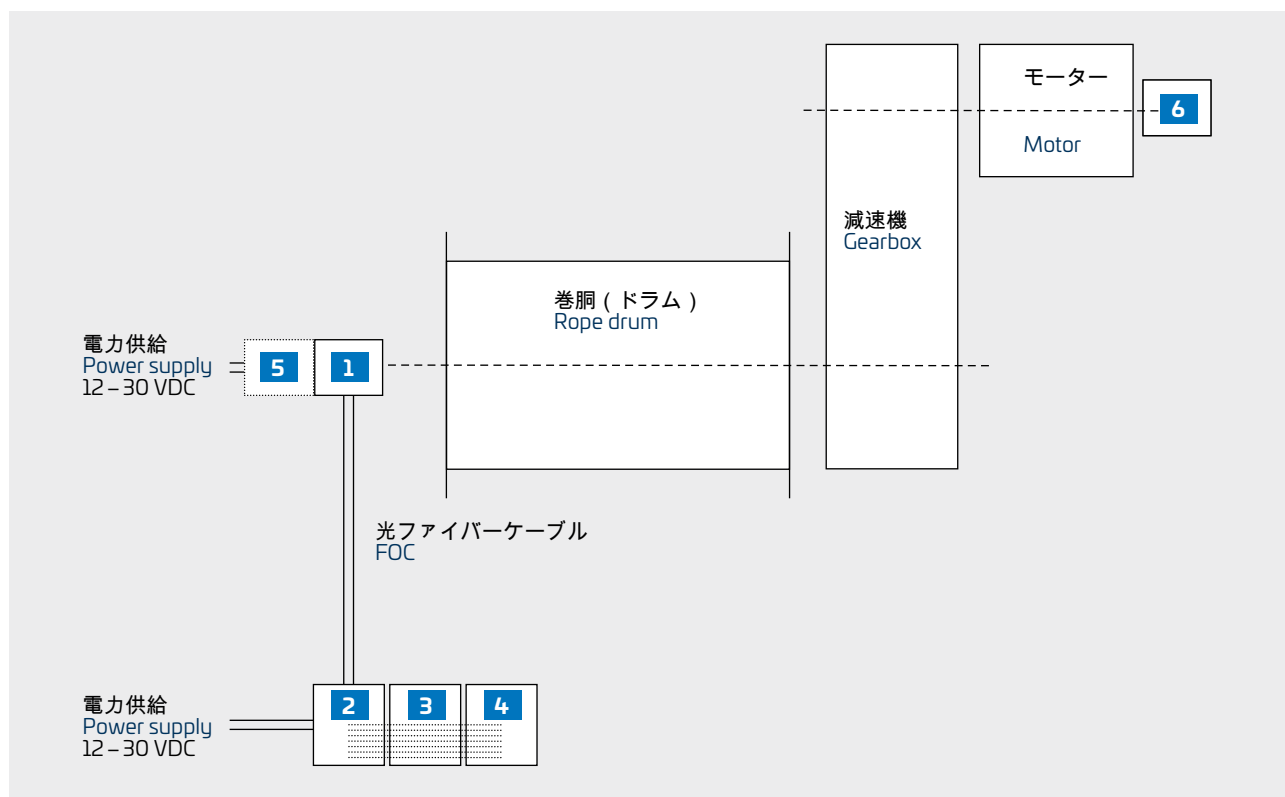 モーター
6
Motor
減速機
Gearbox
巻胴 ( ドラム )
Rope drum
電力供給
Power supply
12 – 30 VDC
5
1
光ファイバーケーブル
FOC
電力供給
Power supply
12 – 30 VDC
2
3
4